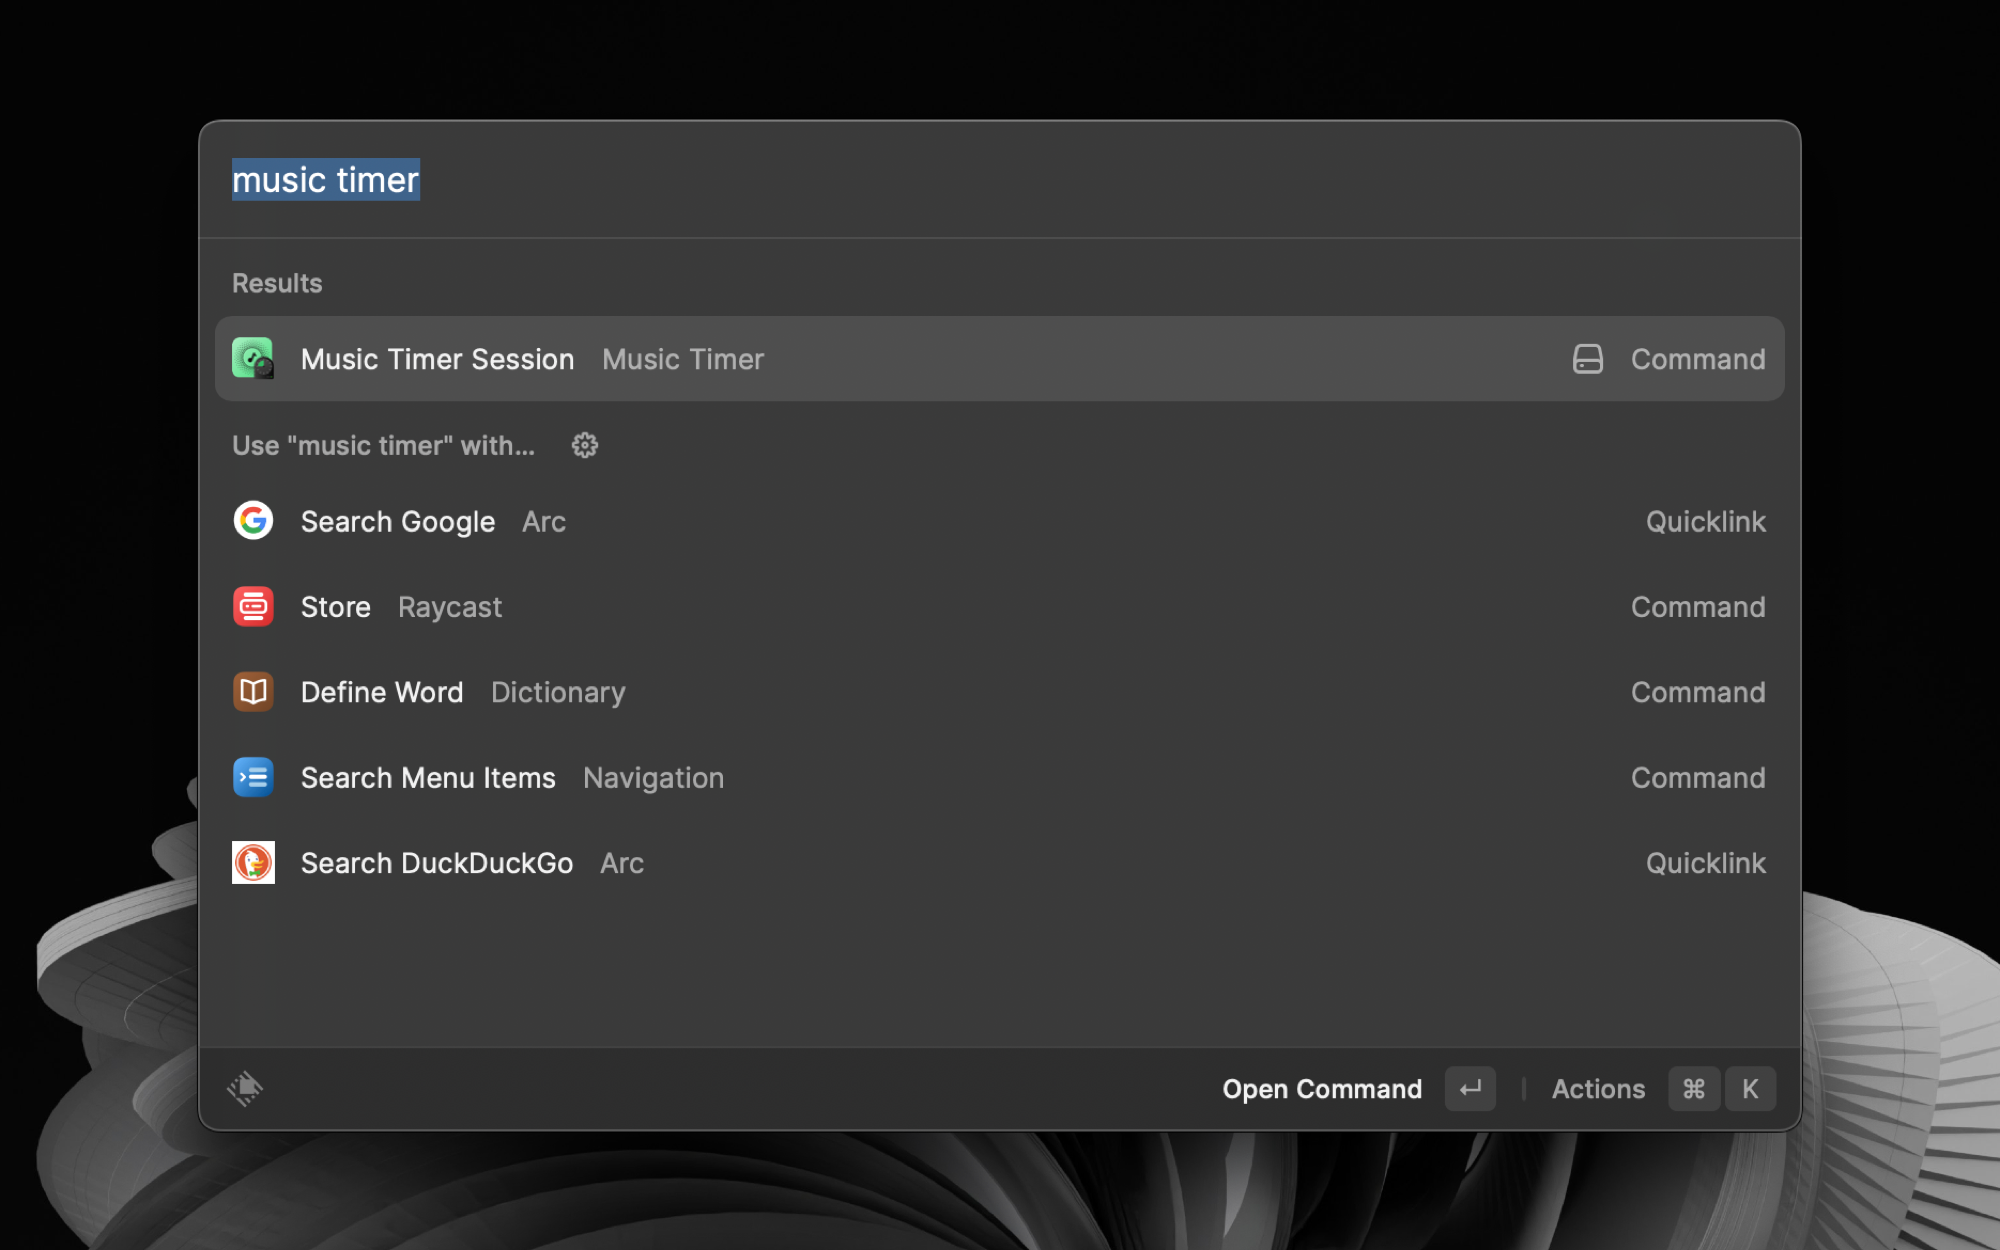 music timer
Results
Music Timer Session Music Timer Command
Use "music timer" with...
Search Google Arc Quicklink
Store Raycast Command
Define Word Dictionary Command
Search Menu Items Navigation Command
Search DuckDuckGo Arc Quicklink
Open Command ↵ Actions ⌘ K